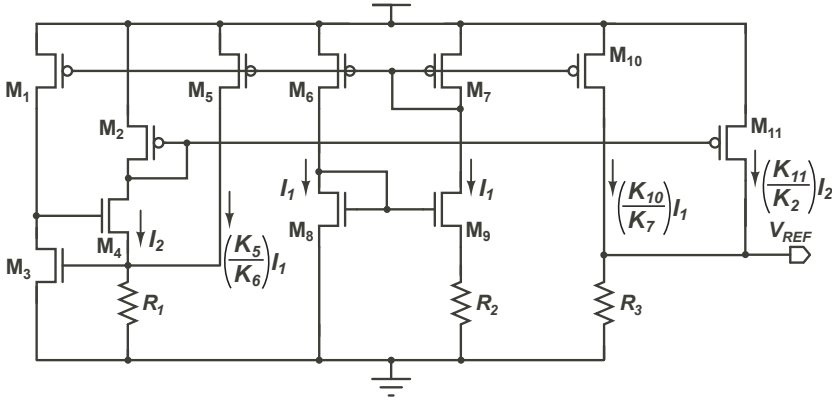 M1
M2
M5
M6
M7
M10
M11
I1
I1
(K10/K7)I1
(K11/K2)I2
VREF
M4
I2
(K5/K6)I1
M8
M9
M3
R1
R2
R3